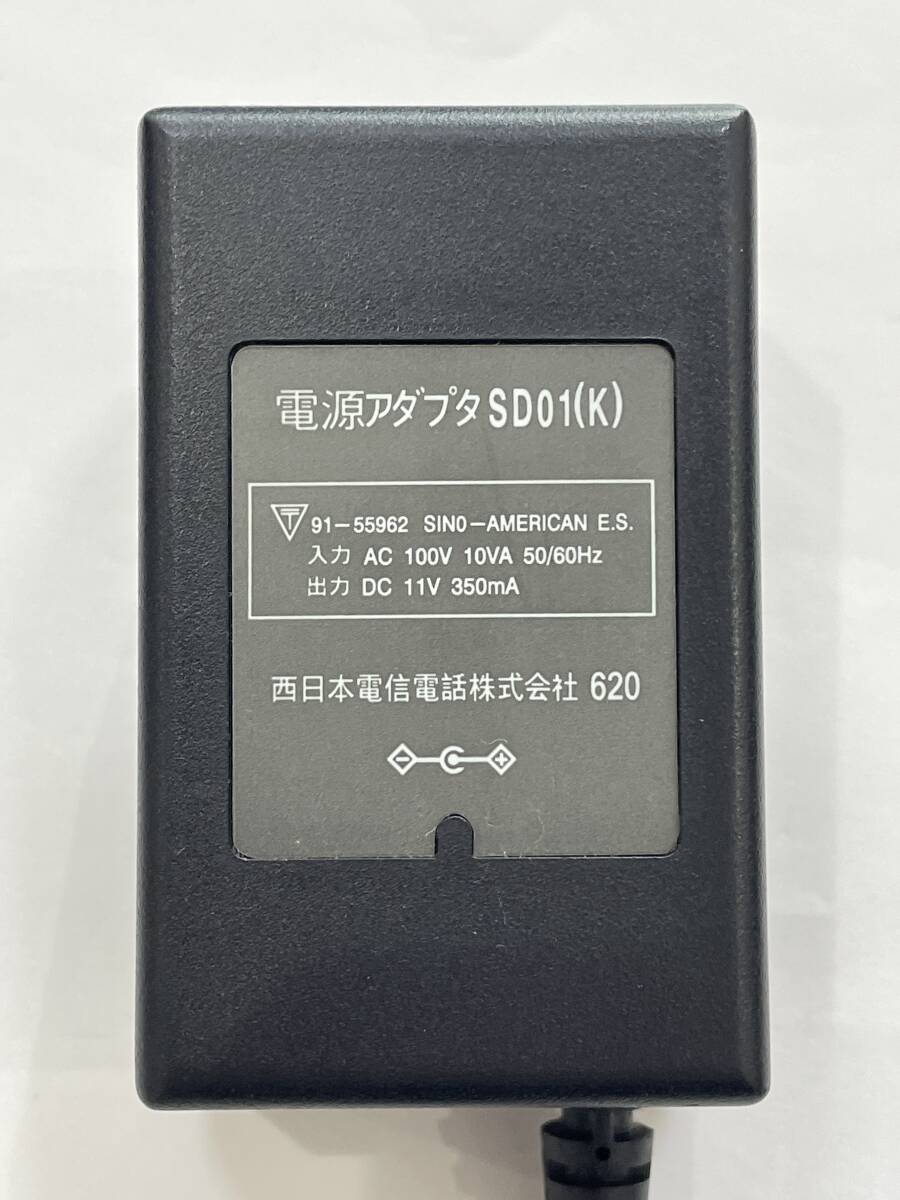 電源アダプタSD01(K)
〒 91-55962 SINO-AMERICAN E.S.
入力 AC 100V 10VA 50/60Hz
出力 DC 11V 350mA
西日本電信電話株式会社 620